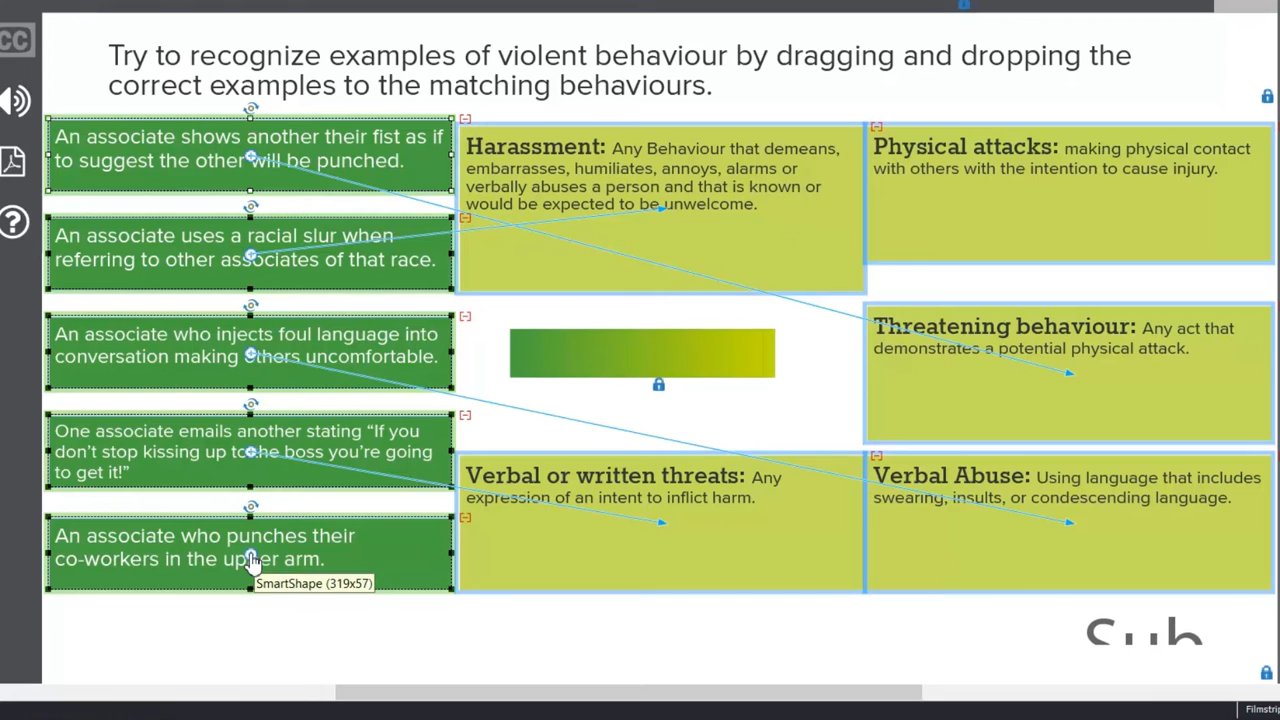 CC
Try to recognize examples of violent behaviour by dragging and dropping the
correct examples to the matching behaviours.
An associate shows another their fist as if
to suggest the other will be punched.
An associate uses a racial slur when
referring to other associates of that race.
An associate who injects foul language into
conversation making others uncomfortable.
One associate emails another stating “If you
don’t stop kissing up to the boss you’re going
to get it!”
An associate who punches their
co-workers in the upper arm.
SmartShape (319x57)
Harassment: Any Behaviour that demeans,
embarrasses, humiliates, annoys, alarms or
verbally abuses a person and that is known or
would be expected to be unwelcome.
Physical attacks: making physical contact
with others with the intention to cause injury.
Threatening behaviour: Any act that
demonstrates a potential physical attack.
Verbal or written threats: Any
expression of an intent to inflict harm.
Verbal Abuse: Using language that includes
swearing, insults, or condescending language.
Sub